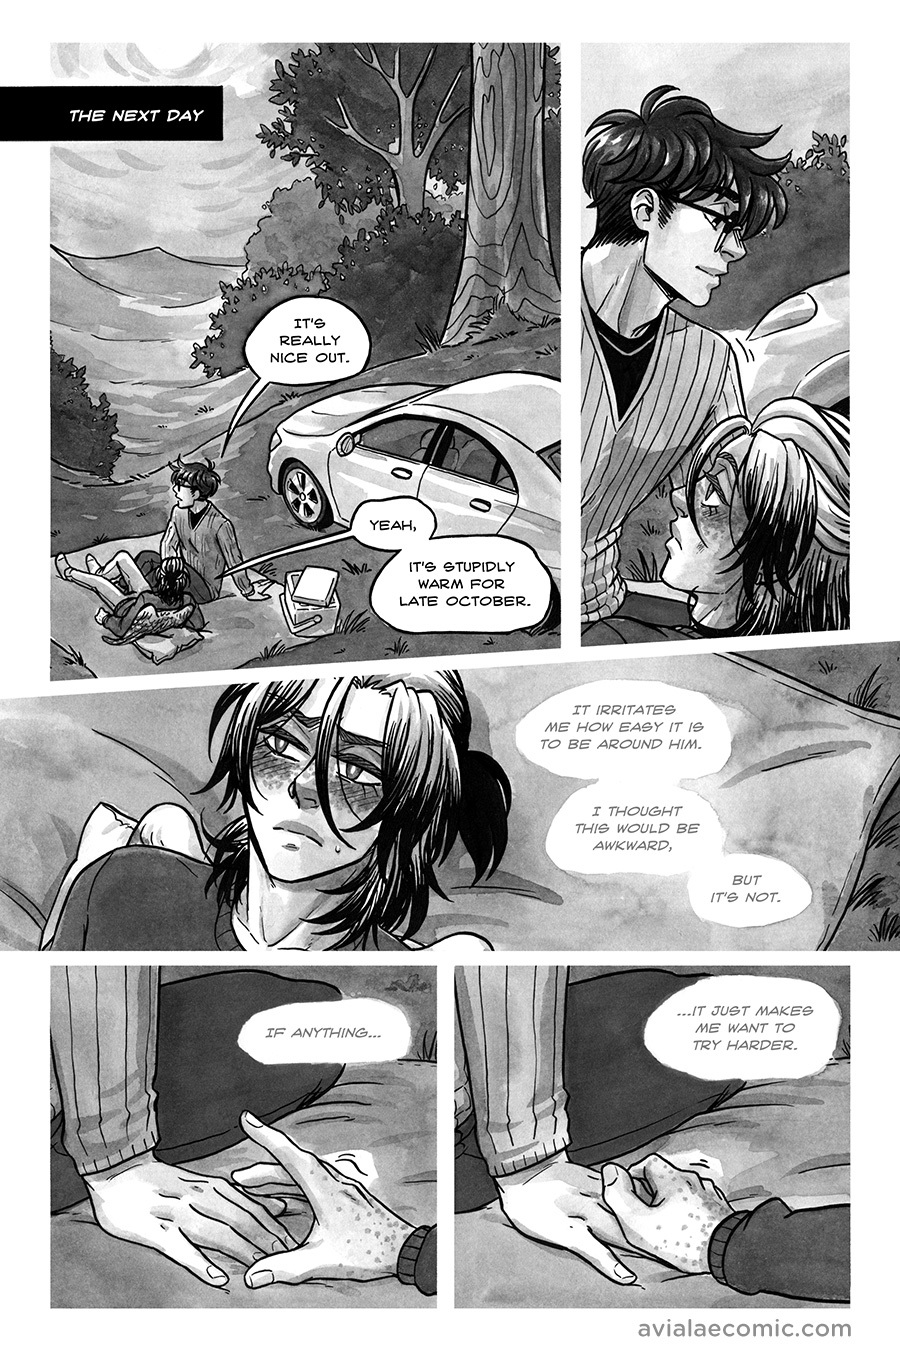 THE NEXT DAY
IT'S
REALLY
NICE OUT.
YEAH,
IT'S STUPIDLY
WARM FOR
LATE OCTOBER.
IT IRRITATES
ME HOW EASY IT IS
TO BE AROUND HIM.
I THOUGHT
THIS WOULD BE
AWKWARD,
BUT
IT'S NOT.
IF ANYTHING...
...IT JUST MAKES
ME WANT TO
TRY HARDER.
avialaecomic.com